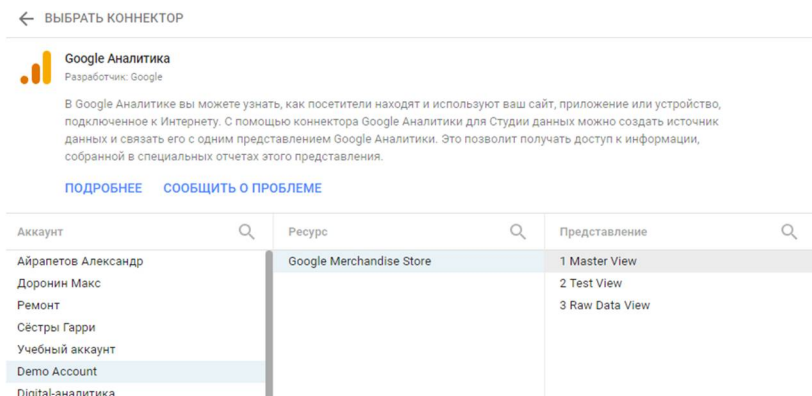 ВЫБРАТЬ КОННЕКТОР
Google Аналитика
Разработчик: Google
В Google Аналитике вы можете узнать, как посетители находят и используют ваш сайт, приложение или устройство,
подключенное к Интернету. С помощью коннектора Google Аналитики для Студии данных можно создать источник
данных и связать его с одним представлением Google Аналитики. Это позволит получать доступ к информации,
собранной в специальных отчетах этого представления.
ПОДРОБНЕЕ СООБЩИТЬ О ПРОБЛЕМЕ
Аккаунт Ресурс Представление
Айрапетов Александр Google Merchandise Store 1 Master View
Доронин Макс 2 Test View
Ремонт 3 Raw Data View
Сёстры Гарри
Учебный аккаунт
Demo Account
Digital-аналитика